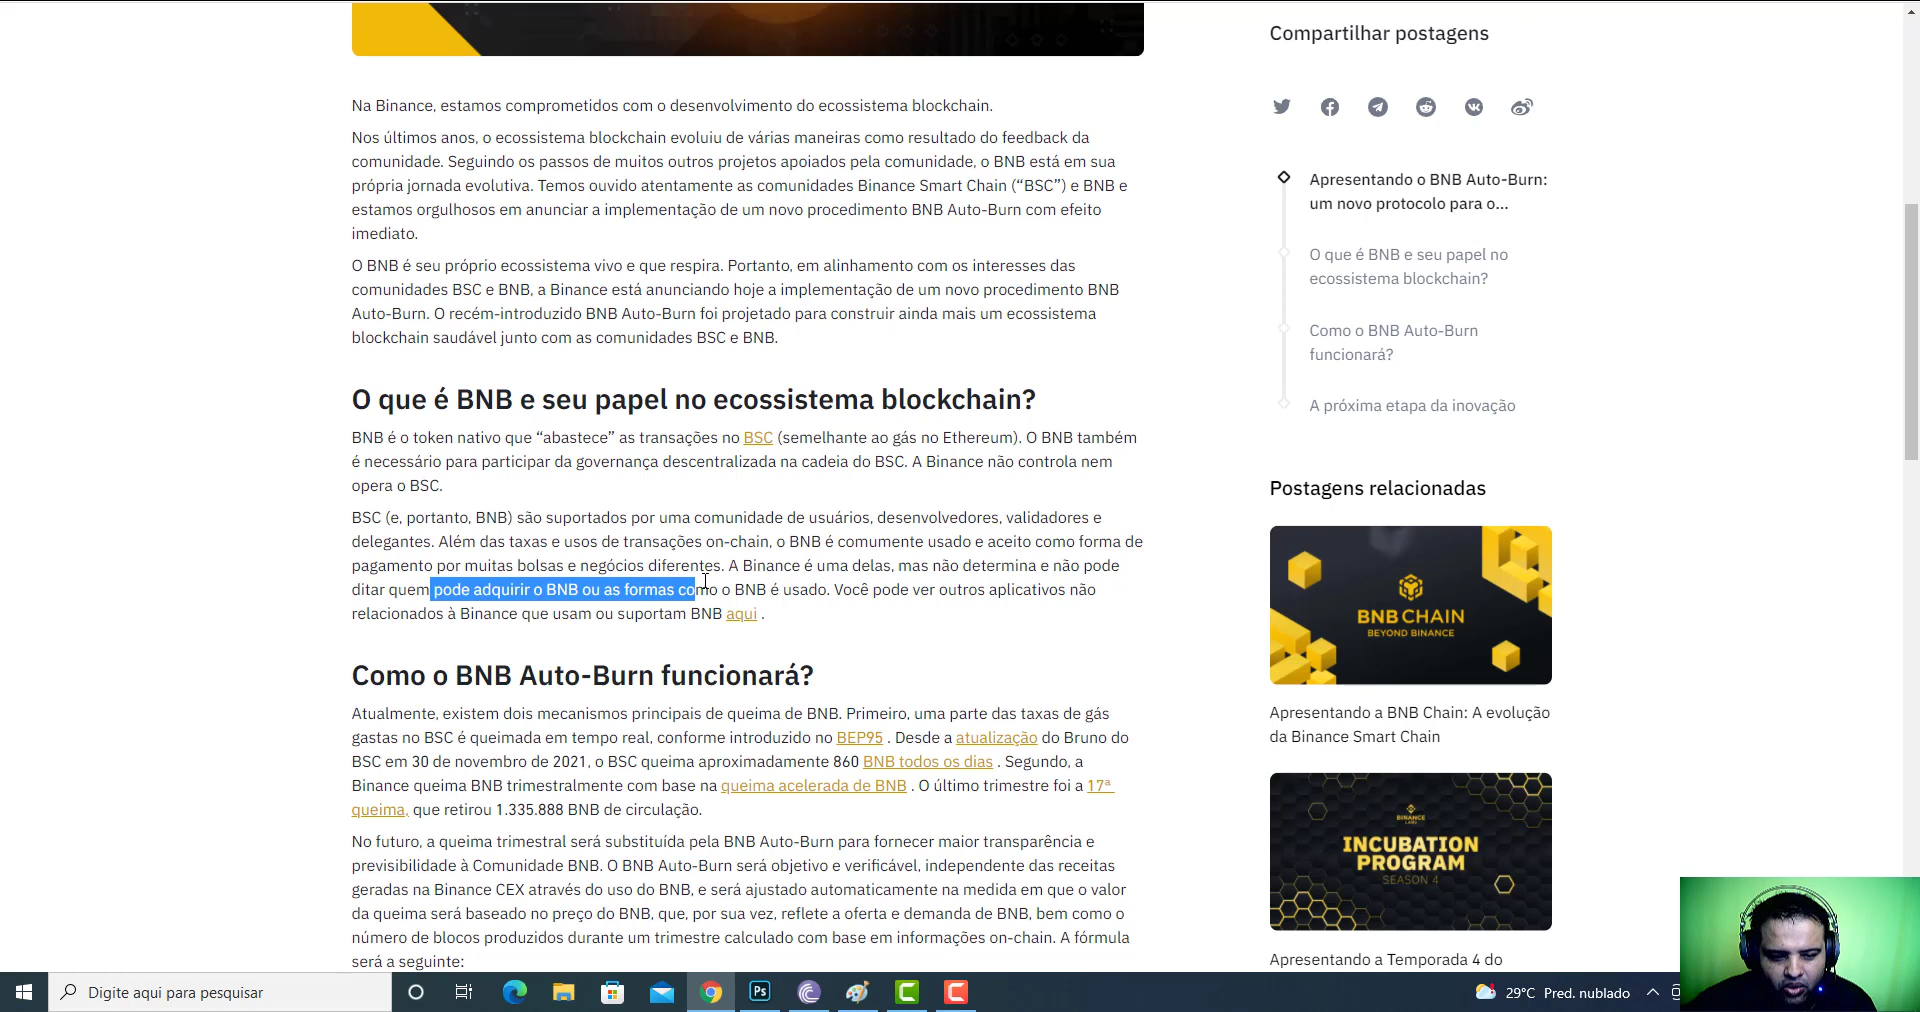 Na Binance, estamos comprometidos com o desenvolvimento do ecossistema blockchain.
Nos últimos anos, o ecossistema blockchain evoluiu de várias maneiras como resultado do feedback da
comunidade. Seguindo os passos de muitos outros projetos apoiados pela comunidade, o BNB está em sua
própria jornada evolutiva. Temos ouvido atentamente as comunidades Binance Smart Chain (“BSC”) e BNB e
estamos orgulhosos em anunciar a implementação de um novo procedimento BNB Auto-Burn com efeito
imediato.
O BNB é seu próprio ecossistema vivo e que respira. Portanto, em alinhamento com os interesses das
comunidades BSC e BNB, a Binance está anunciando hoje a implementação de um novo procedimento BNB
Auto-Burn. O recém-introduzido BNB Auto-Burn foi projetado para construir ainda mais um ecossistema
blockchain saudável junto com as comunidades BSC e BNB.
O que é BNB e seu papel no ecossistema blockchain?
BNB é o token nativo que “abastece” as transações no BSC (semelhante ao gás no Ethereum). O BNB também
é necessário para participar da governança descentralizada na cadeia do BSC. A Binance não controla nem
opera o BSC.
BSC (e, portanto, BNB) são suportados por uma comunidade de usuários, desenvolvedores, validadores e
delegantes. Além das taxas e usos de transações on-chain, o BNB é comumente usado e aceito como forma de
pagamento por muitas bolsas e negócios diferentes. A Binance é uma delas, mas não determina e não pode
ditar quem pode adquirir o BNB ou as formas como o BNB é usado. Você pode ver outros aplicativos não
relacionados à Binance que usam ou suportam BNB aqui .
Como o BNB Auto-Burn funcionará?
Atualmente, existem dois mecanismos principais de queima de BNB. Primeiro, uma parte das taxas de gás
gastas no BSC é queimada em tempo real, conforme introduzido no BEP95 . Desde a atualização do Bruno do
BSC em 30 de novembro de 2021, o BSC queima aproximadamente 860 BNB todos os dias . Segundo, a
Binance queima BNB trimestralmente com base na queima acelerada de BNB . O último trimestre foi a 17ª
queima, que retirou 1.335.888 BNB de circulação.
No futuro, a queima trimestral será substituída pela BNB Auto-Burn para fornecer maior transparência e
previsibilidade à Comunidade BNB. O BNB Auto-Burn será objetivo e verificável, independente das receitas
geradas na Binance CEX através do uso do BNB, e será ajustado automaticamente na medida em que o valor
da queima será baseado no preço do BNB, que, por sua vez, reflete a oferta e demanda de BNB, bem como o
número de blocos produzidos durante um trimestre calculado com base em informações on-chain. A fórmula
será a seguinte:
Compartilhar postagens
Apresentando o BNB Auto-Burn:
um novo protocolo para o...
O que é BNB e seu papel no
ecossistema blockchain?
Como o BNB Auto-Burn
funcionará?
A próxima etapa da inovação
Postagens relacionadas
BNB CHAIN
BEYOND BINANCE
Apresentando a BNB Chain: A evolução
da Binance Smart Chain
BINANCE
LABS
INCUBATION
PROGRAM
SEASON 4
Apresentando a Temporada 4 do
Digite aqui para pesquisar
Ps
29°C Pred. nublado